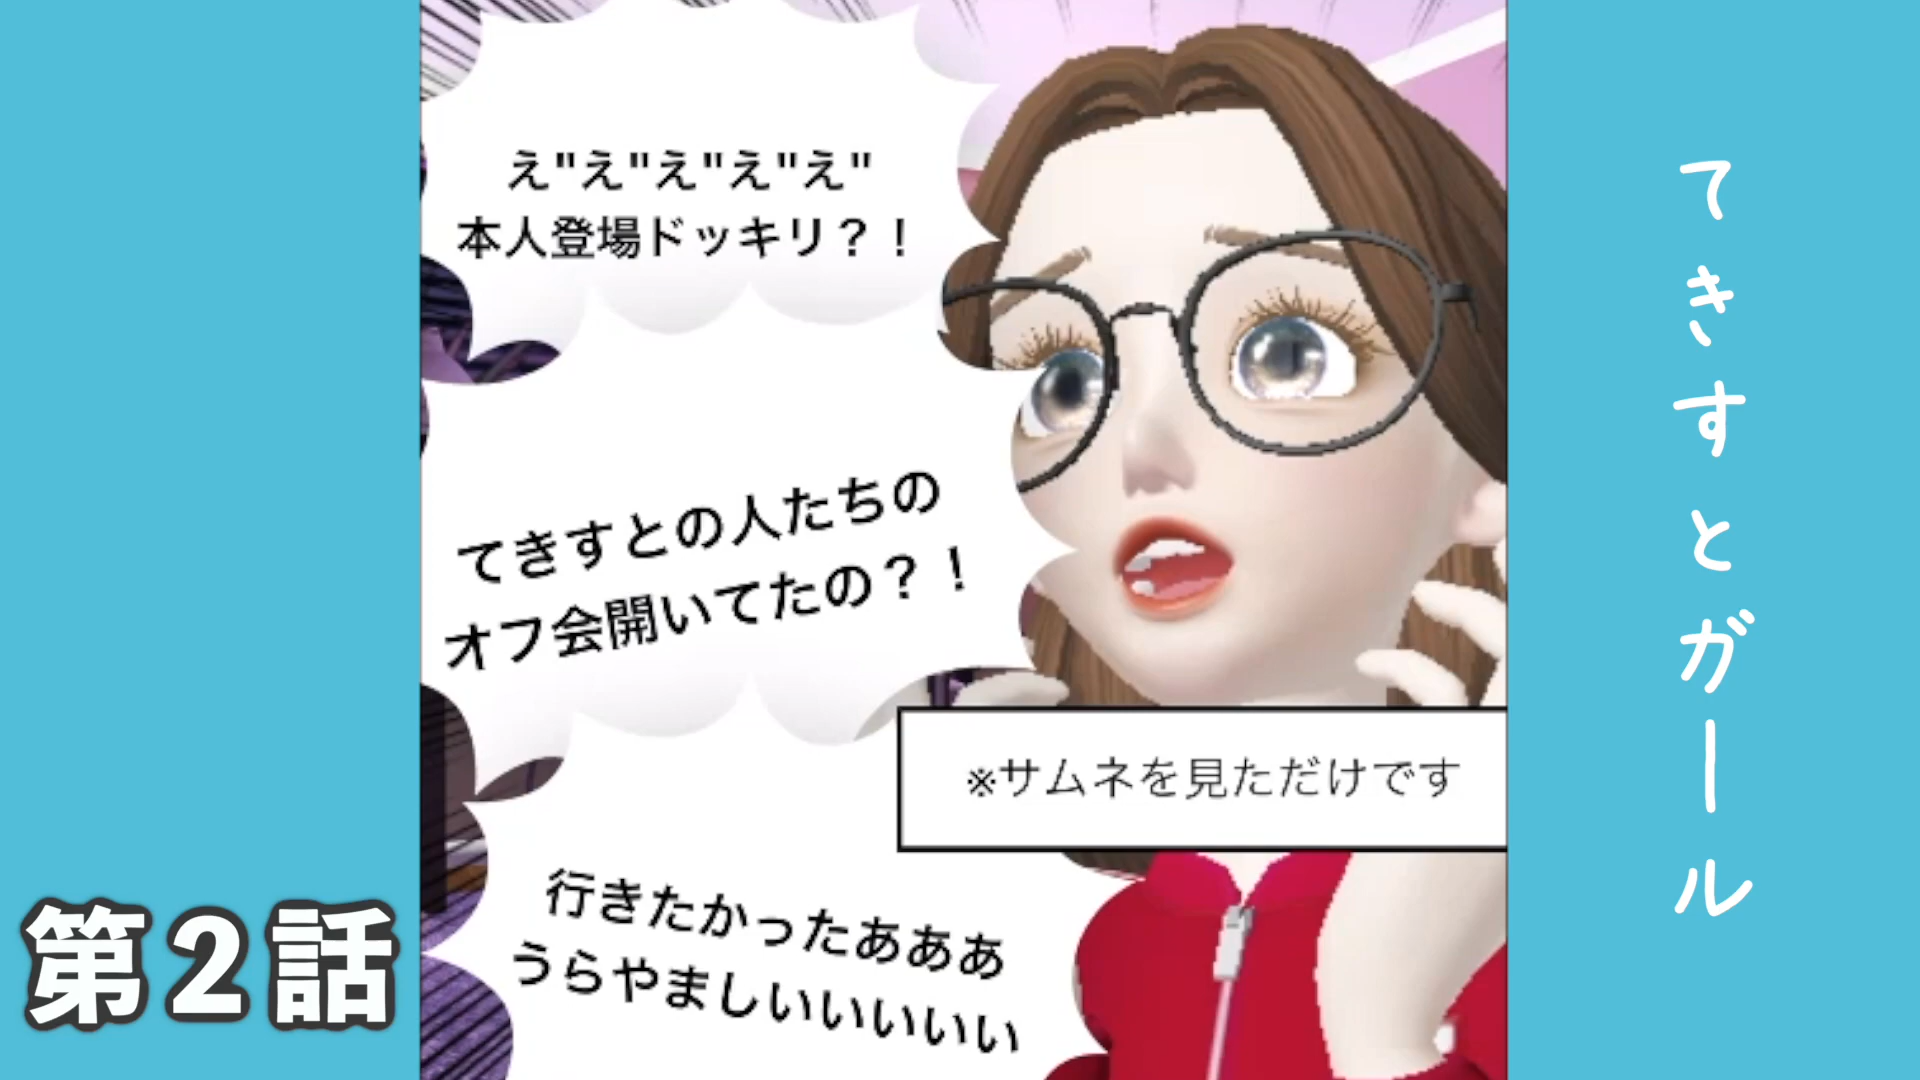 え"え"え"え"え"
本人登場ドッキリ？！
てきすとの人たちの
オフ会開いてたの？！
※サムネを見ただけです
行きたかったあああ
うらやましいいいいい
てきすとガール
第2話